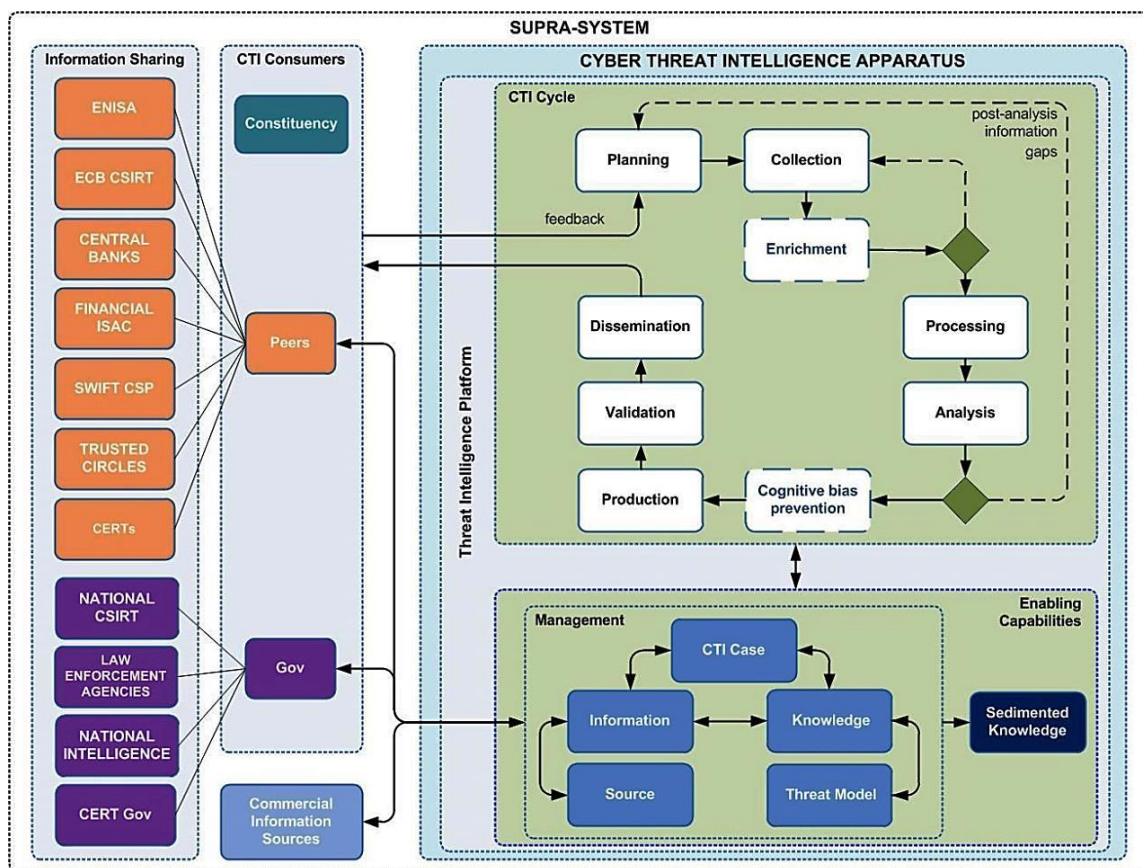 SUPRA-SYSTEM
Information Sharing
ENISA
ECB CSIRT
CENTRAL
BANKS
FINANCIAL
ISAC
SWIFT CSP
TRUSTED
CIRCLES
CERTs
NATIONAL
CSIRT
LAW
ENFORCEMENT
AGENCIES
NATIONAL
INTELLIGENCE
CERT Gov
CTI Consumers
Constituency
Peers
Gov
Commercial
Information
Sources
CYBER THREAT INTELLIGENCE APPARATUS
Threat Intelligence Platform
CTI Cycle
post-analysis
information
gaps
Planning
Collection
feedback
Enrichment
Dissemination
Processing
Validation
Analysis
Production
Cognitive bias
prevention
Enabling
Capabilities
Management
CTI Case
Information
Knowledge
Source
Threat Model
Sedimented
Knowledge